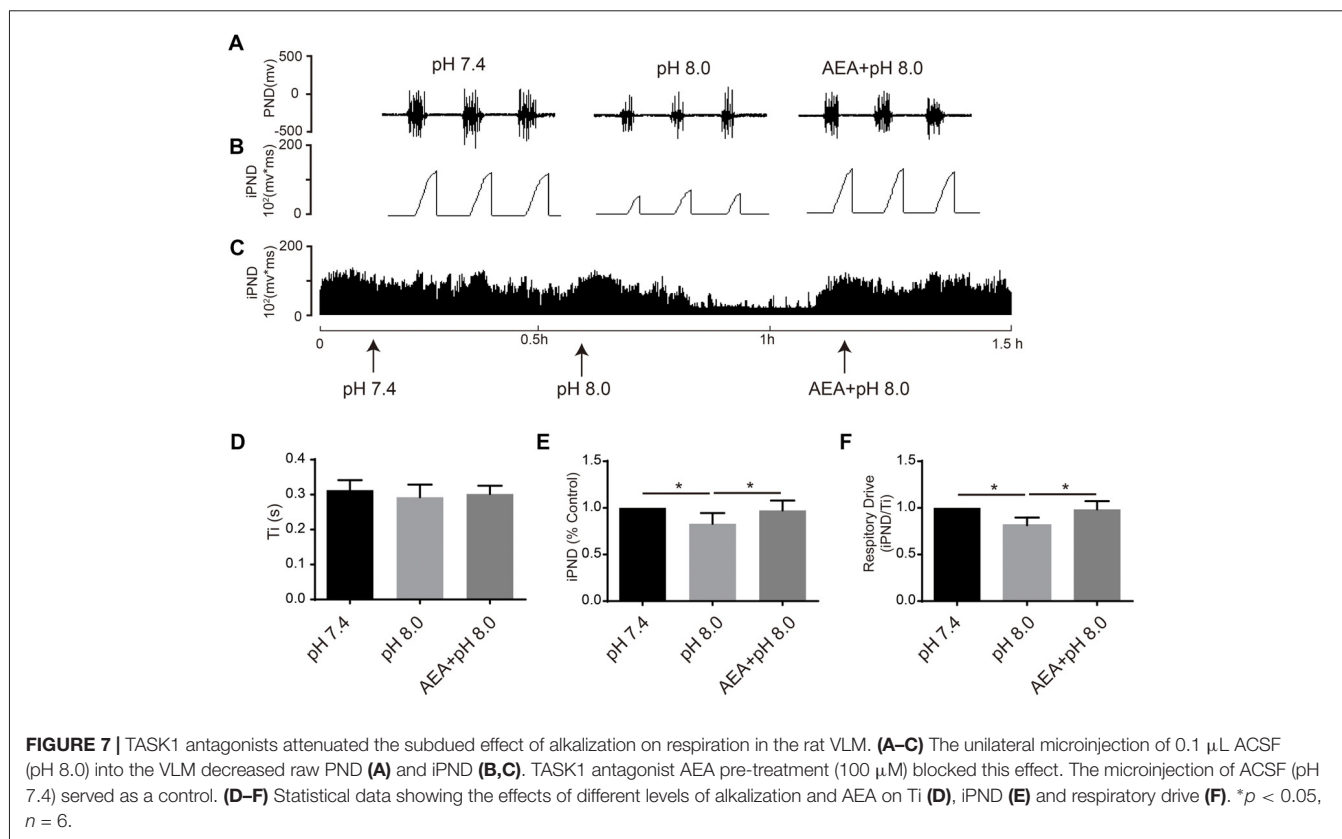 A
500
0
-500
PND(mv)
pH 7.4
pH 8.0
AEA+pH 8.0
B
200
0
iPND
10²(mv*ms)
C
200
100
0
iPND
10²(mv*ms)
0
0.5h
1h
1.5 h
pH 7.4
pH 8.0
AEA+pH 8.0
D
0.4
0.3
0.2
0.1
0.0
Ti (s)
pH 7.4
pH 8.0
AEA+pH 8.0
E
1.5
1.0
0.5
0.0
iPND (% Control)
*
*
pH 7.4
pH 8.0
AEA+pH 8.0
F
1.5
1.0
0.5
0.0
Respitory Drive
(iPND/Ti)
*
*
pH 7.4
pH 8.0
AEA+pH 8.0
FIGURE 7 | TASK1 antagonists attenuated the subdued effect of alkalization on respiration in the rat VLM. (A–C) The unilateral microinjection of 0.1 μL ACSF
(pH 8.0) into the VLM decreased raw PND (A) and iPND (B,C). TASK1 antagonist AEA pre-treatment (100 μM) blocked this effect. The microinjection of ACSF (pH
7.4) served as a control. (D–F) Statistical data showing the effects of different levels of alkalization and AEA on Ti (D), iPND (E) and respiratory drive (F). *p < 0.05,
n = 6.